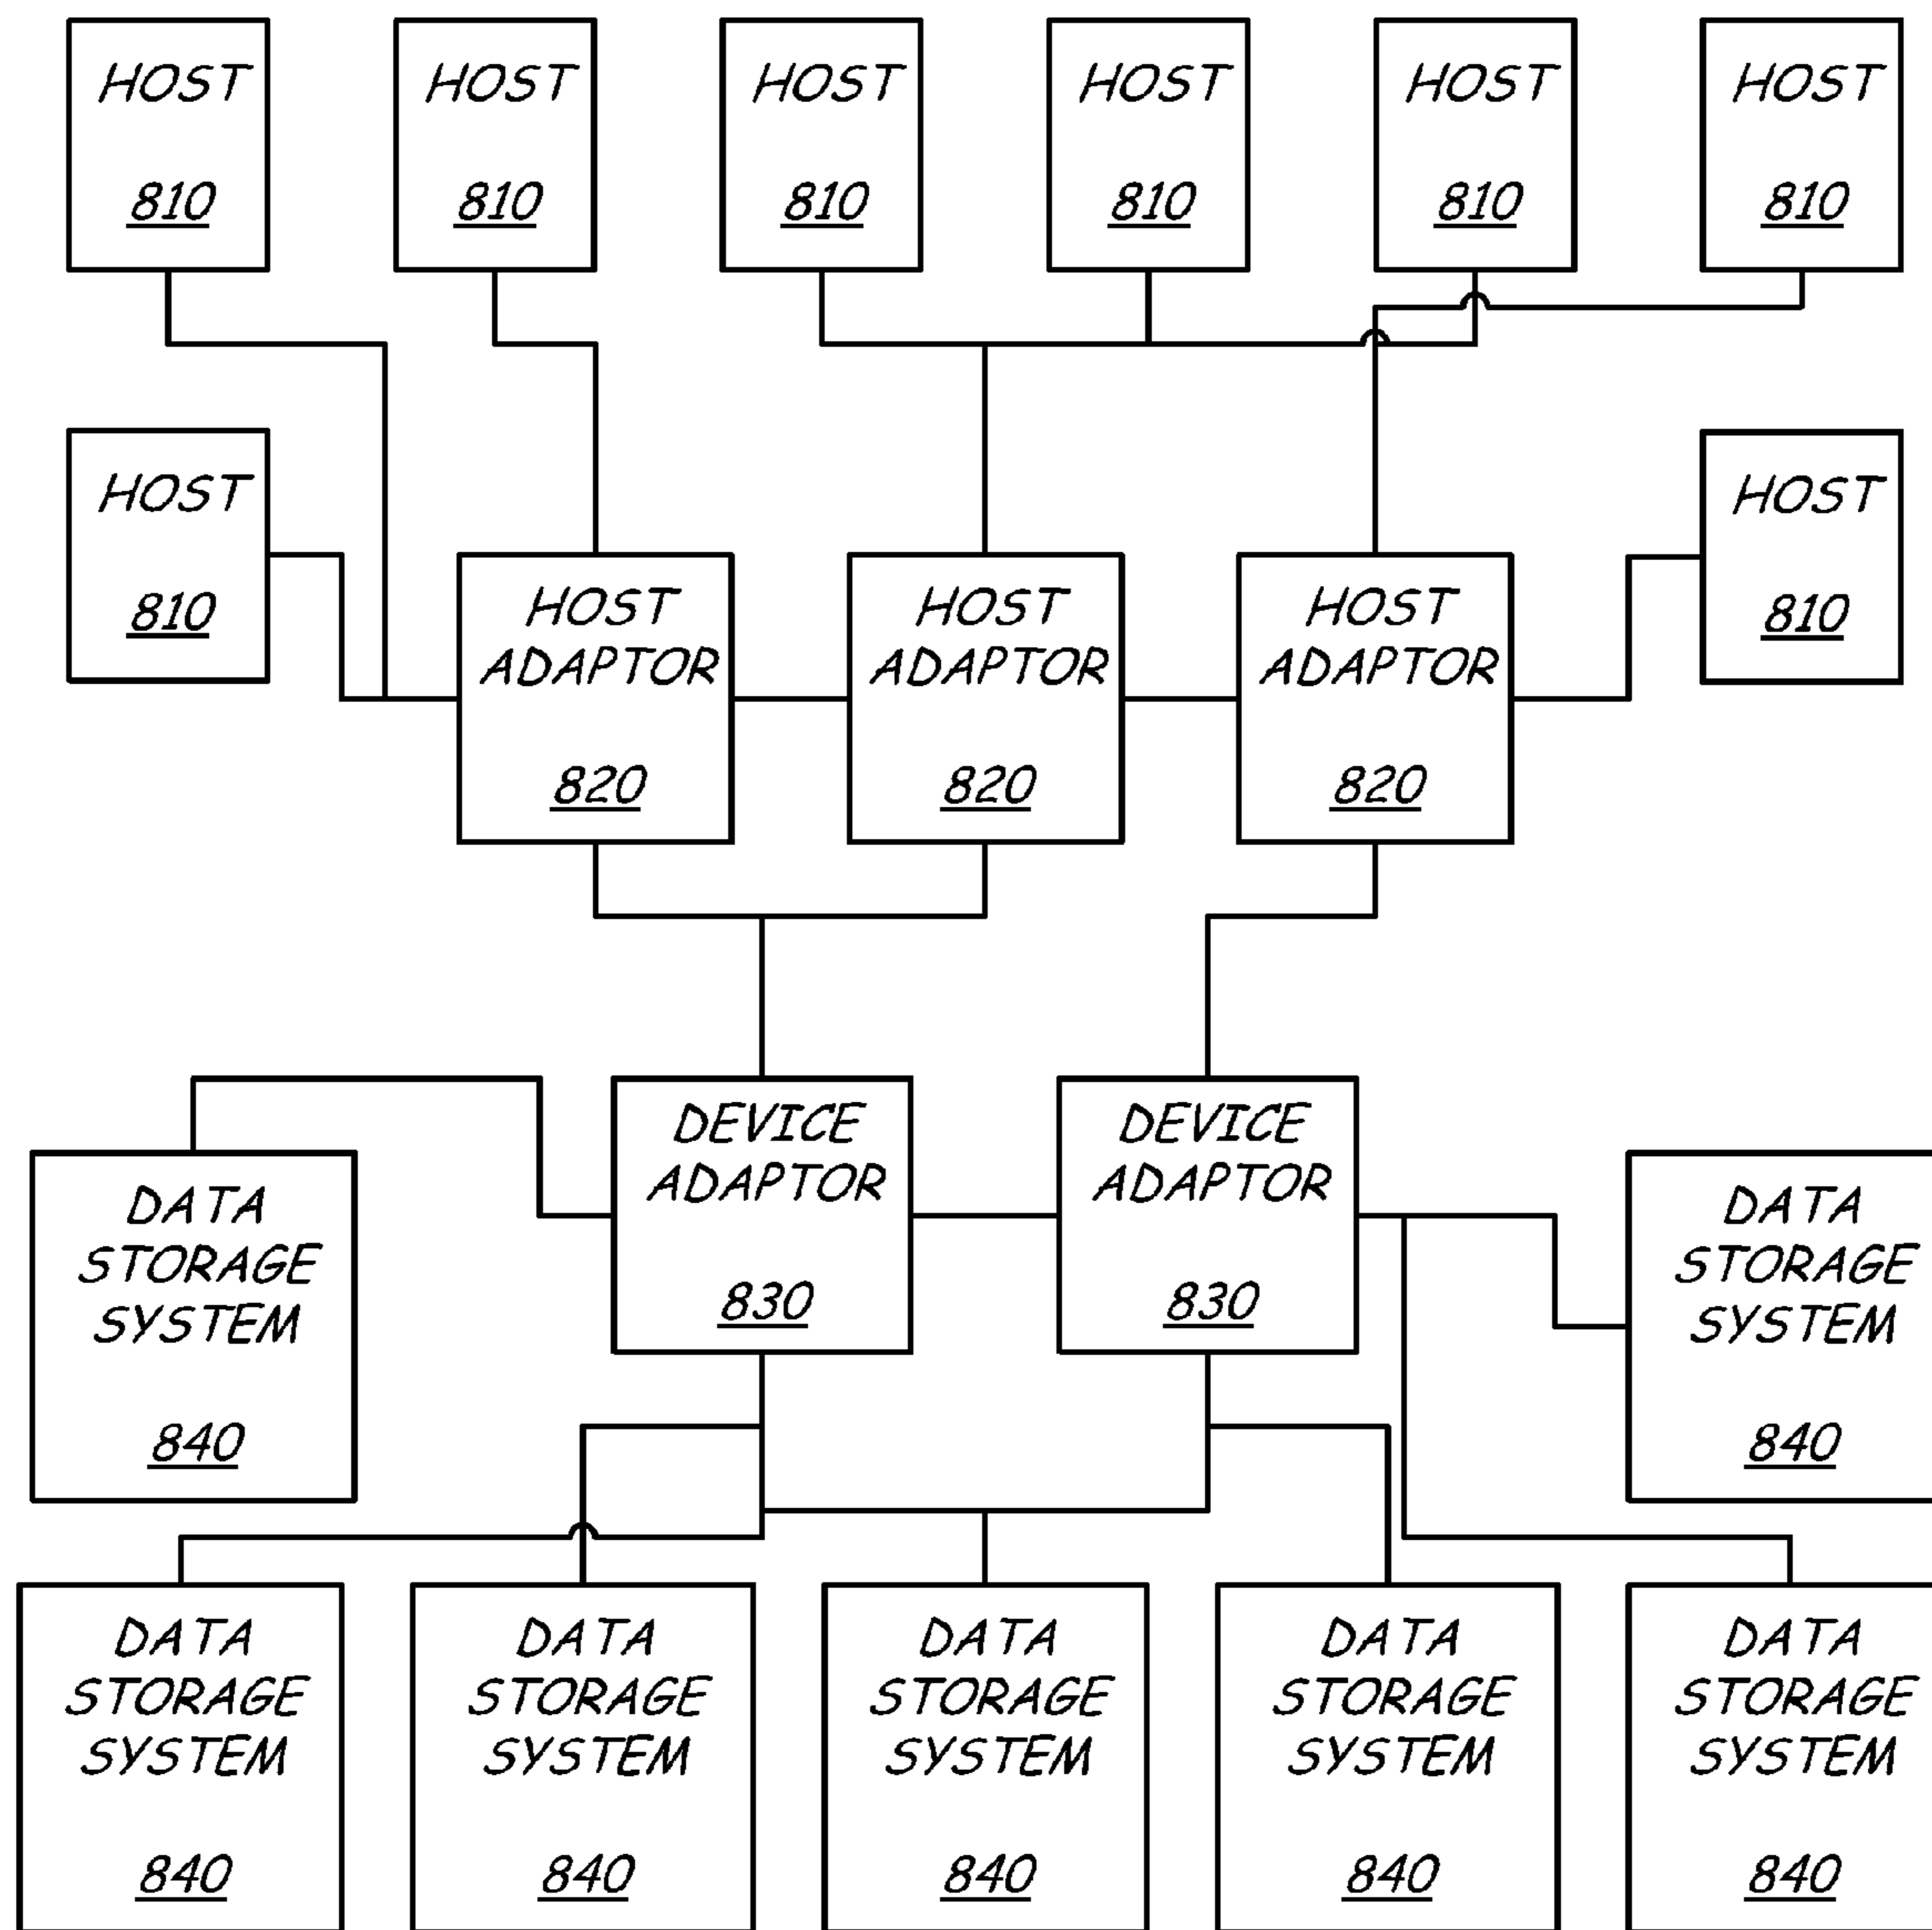 HOST
810
HOST
810
HOST
810
HOST
810
HOST
810
HOST
810
HOST
810
HOST
810
HOST
ADAPTOR
820
HOST
ADAPTOR
820
HOST
ADAPTOR
820
DEVICE
ADAPTOR
830
DEVICE
ADAPTOR
830
DATA
STORAGE
SYSTEM
840
DATA
STORAGE
SYSTEM
840
DATA
STORAGE
SYSTEM
840
DATA
STORAGE
SYSTEM
840
DATA
STORAGE
SYSTEM
840
DATA
STORAGE
SYSTEM
840
DATA
STORAGE
SYSTEM
840